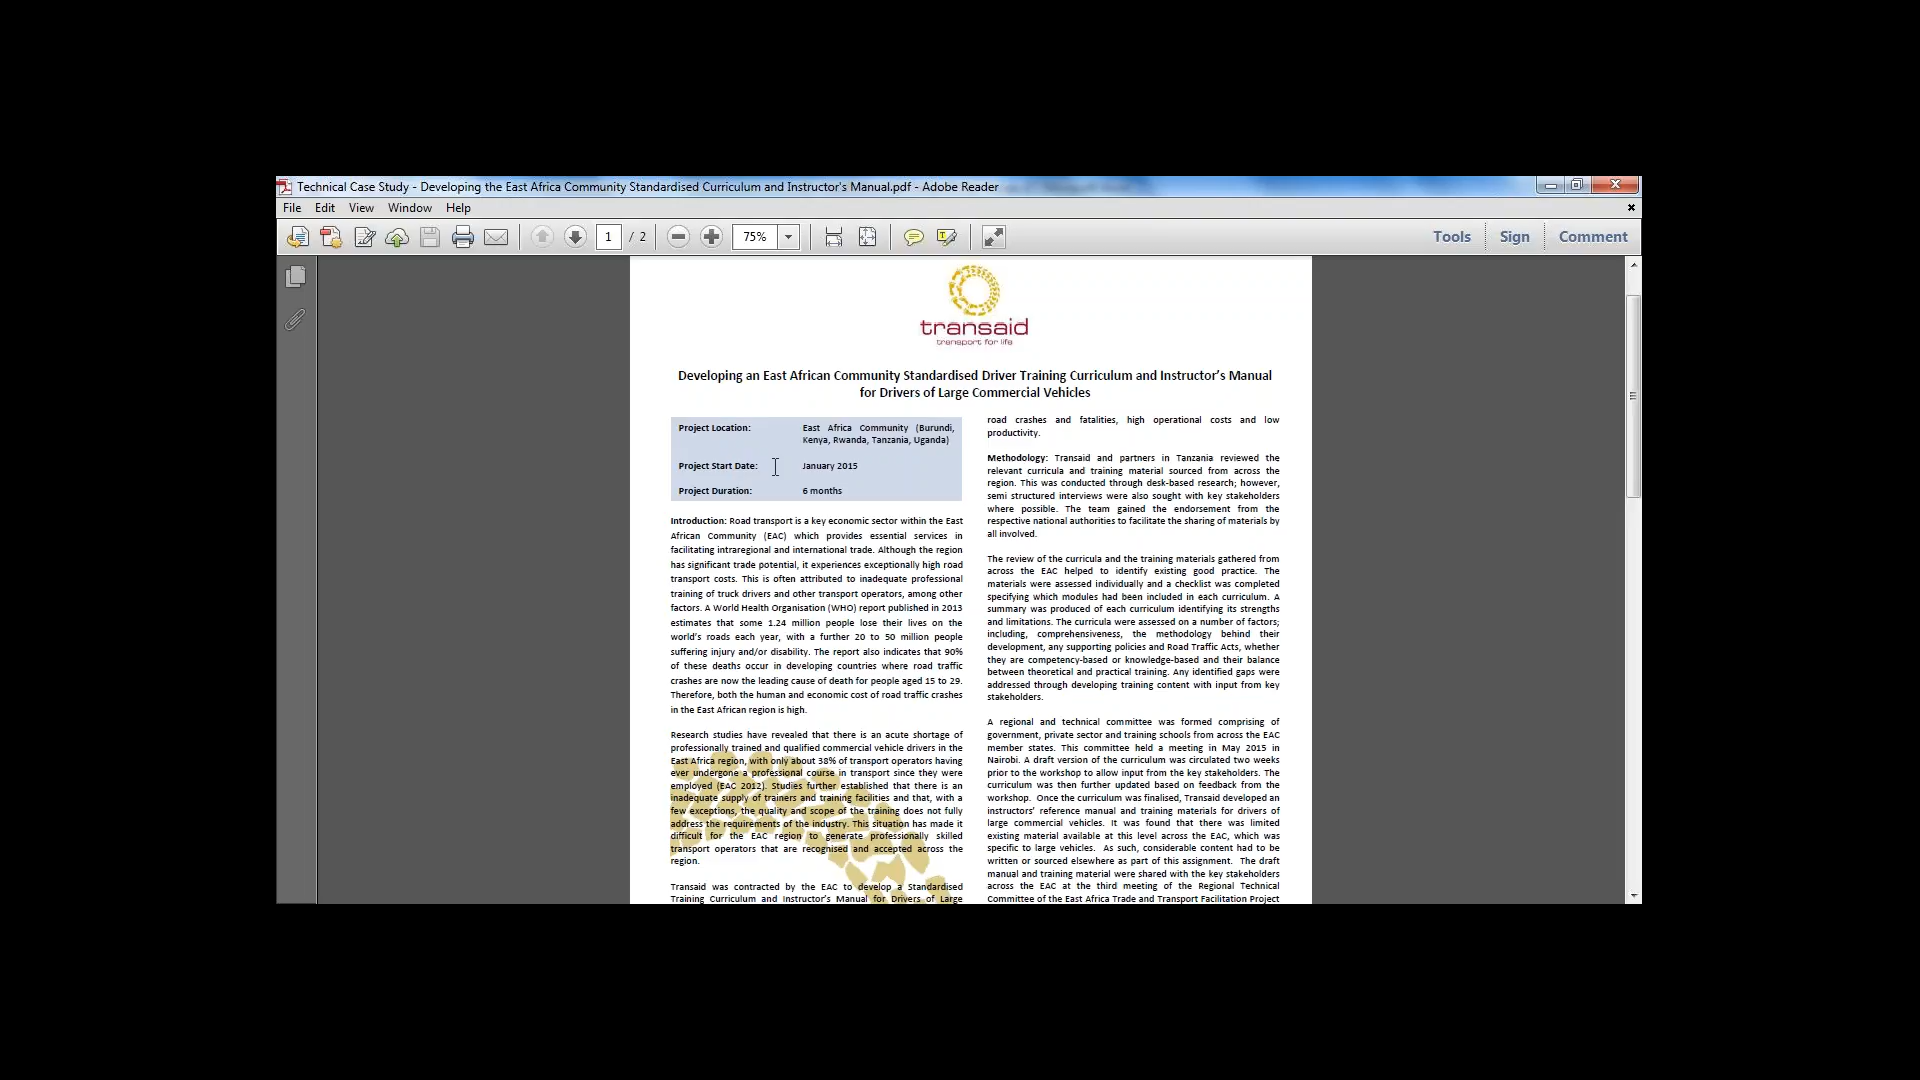 Technical Case Study - Developing the East Africa Community Standardised Curriculum and Instructor's Manual.pdf - Adobe Reader
File Edit View Window Help
1 / 2 75% Tools Sign Comment
transaid
transport for life
Developing an East African Community Standardised Driver Training Curriculum and Instructor's Manual
for Drivers of Large Commercial Vehicles
Project Location: East Africa Community (Burundi,
Kenya, Rwanda, Tanzania, Uganda)
Project Start Date: January 2015
Project Duration: 6 months
Introduction: Road transport is a key economic sector within the East
African Community (EAC) which provides essential services in
facilitating intraregional and international trade. Although the region
has significant trade potential, it experiences exceptionally high road
transport costs. This is often attributed to inadequate professional
training of truck drivers and other transport operators, among other
factors. A World Health Organisation (WHO) report published in 2013
estimates that some 1.24 million people lose their lives on the
world's roads each year, with a further 20 to 50 million people
suffering injury and/or disability. The report also indicates that 90%
of these deaths occur in developing countries where road traffic
crashes are now the leading cause of death for people aged 15 to 29.
Therefore, both the human and economic cost of road traffic crashes
in the East African region is high.
Research studies have revealed that there is an acute shortage of
professionally trained and qualified commercial vehicle drivers in the
East Africa region, with only about 38% of transport operators having
ever undergone a professional course in transport since they were
employed (EAC 2012). Studies further established that there is an
inadequate supply of trainers and training facilities and that, with a
few exceptions, the quality and scope of the training does not fully
address the requirements of the industry. This situation has made it
difficult for the EAC region to generate professionally skilled
transport operators that are recognised and accepted across the
region.
Transaid was contracted by the EAC to develop a Standardised
Training Curriculum and Instructor's Manual for Drivers of Large
road crashes and fatalities, high operational costs and low
productivity.
Methodology: Transaid and partners in Tanzania reviewed the
relevant curricula and training material sourced from across the
region. This was conducted through desk-based research; however,
semi structured interviews were also sought with key stakeholders
where possible. The team gained the endorsement from the
respective national authorities to facilitate the sharing of materials by
all involved.
The review of the curricula and the training materials gathered from
across the EAC helped to identify existing good practice. The
materials were assessed individually and a checklist was completed
specifying which modules had been included in each curriculum. A
summary was produced of each curriculum identifying its strengths
and limitations. The curricula were assessed on a number of factors;
including, comprehensiveness, the methodology behind their
development, any supporting policies and Road Traffic Acts, whether
they are competency-based or knowledge-based and their balance
between theoretical and practical training. Any identified gaps were
addressed through developing training content with input from key
stakeholders.
A regional and technical committee was formed comprising of
government, private sector and training schools from across the EAC
member states. This committee held a meeting in May 2015 in
Nairobi. A draft version of the curriculum was circulated two weeks
prior to the workshop to allow input from the key stakeholders. The
curriculum was then further updated based on feedback from the
workshop. Once the curriculum was finalised, Transaid developed an
instructors' reference manual and training materials for drivers of
large commercial vehicles. It was found that there was limited
existing material available at this level across the EAC, which was
specific to large vehicles. As such, considerable content had to be
written or sourced elsewhere as part of this assignment. The draft
manual and training material were shared with the key stakeholders
across the EAC at the third meeting of the Regional Technical
Committee of the East Africa Trade and Transport Facilitation Project